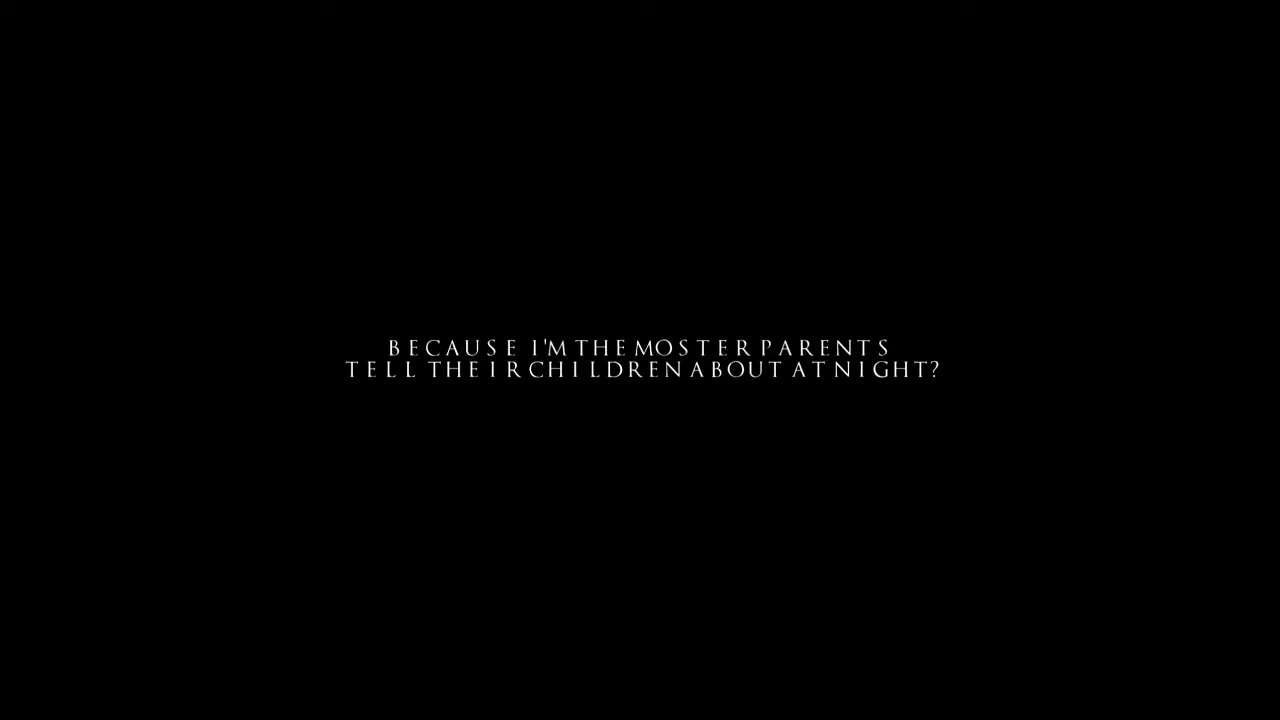 BECAUSE I'M THE MOSTER PARENTS
TELL THEIR CHILDREN ABOUT AT NIGHT?